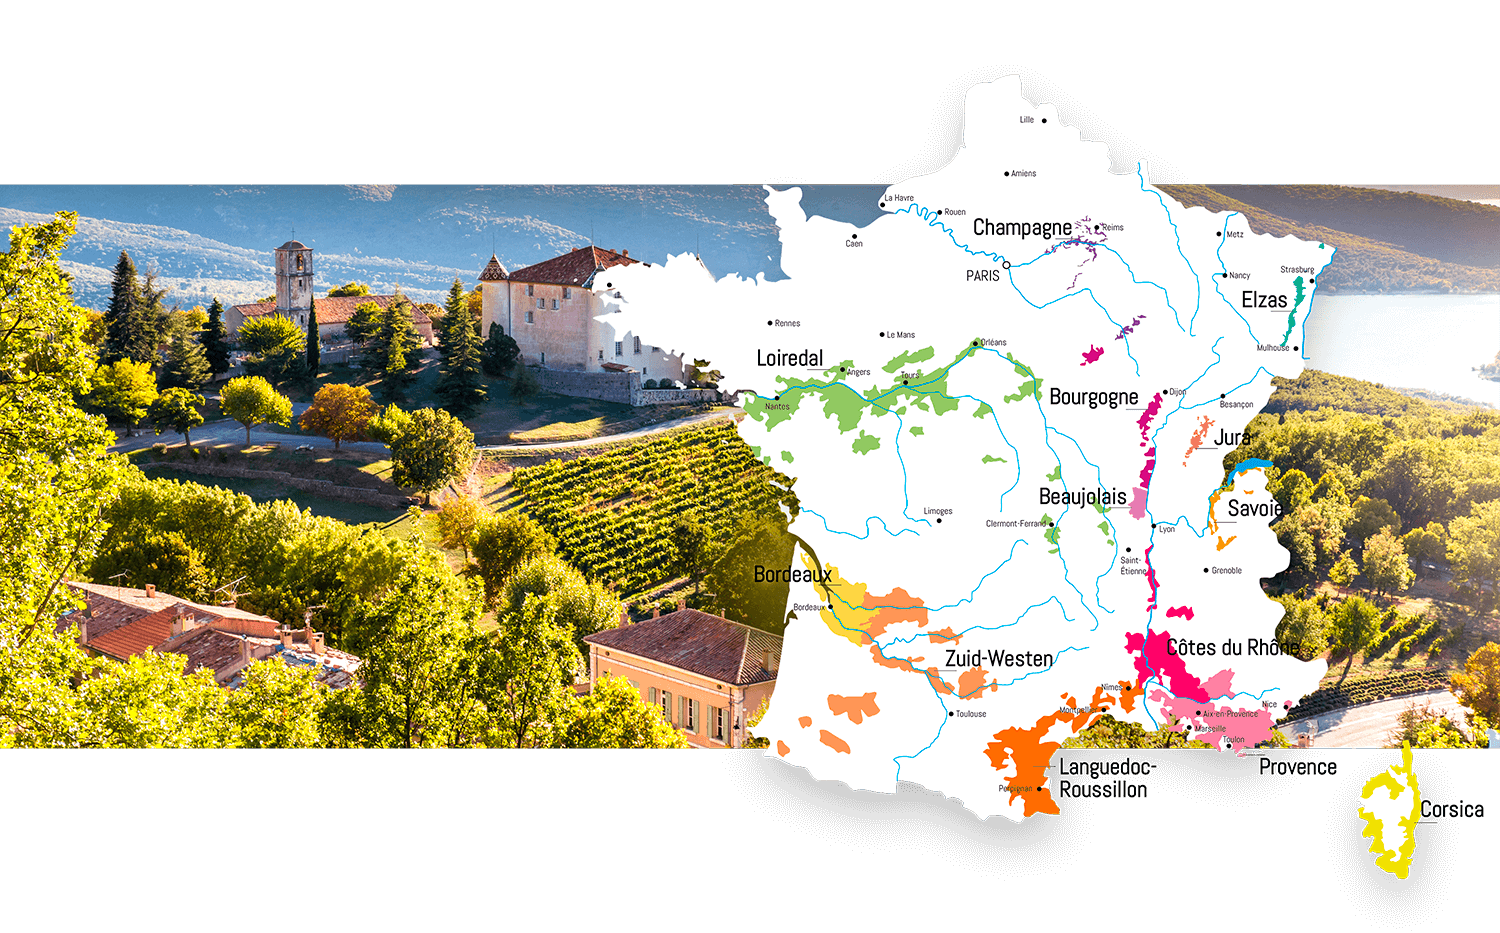 Lille
Amiens
La Havre
Rouen
Caen
Champagne
Reims
PARIS
Metz
Nancy
Strasburg
Elzas
Mulhouse
Rennes
Le Mans
Orléans
Loiredal
Angers
Tours
Nantes
Bourgogne
Dijon
Besançon
Jura
Beaujolais
Savoie
Limoges
Clermont-Ferrand
Lyon
Saint-
Étienne
Grenoble
Bordeaux
Bordeaux
Côtes du Rhône
Zuid-Westen
Nîmes
Montpellier
Toulouse
Nice
Aix-en-Provence
Marseille
Toulon
Provence
Languedoc-
Roussillon
Perpignan
Corsica